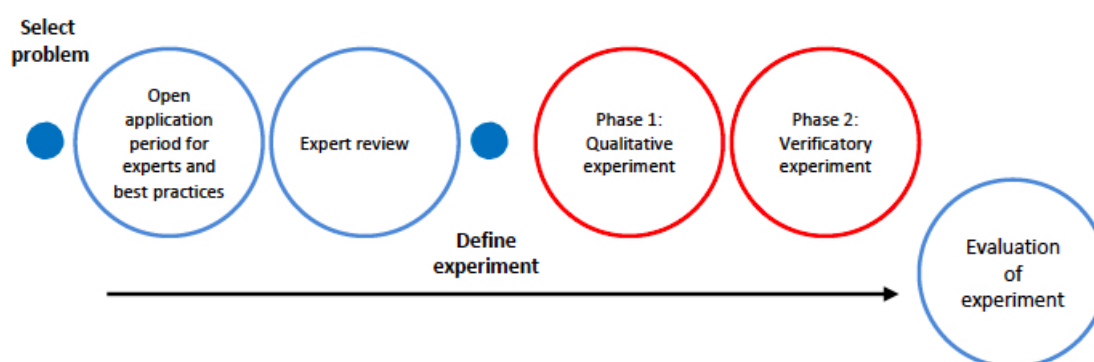 Select
problem
Open
application
period for
experts and
best practices
Expert review
Define
experiment
Phase 1:
Qualitative
experiment
Phase 2:
Verificatory
experiment
Evaluation
of
experiment